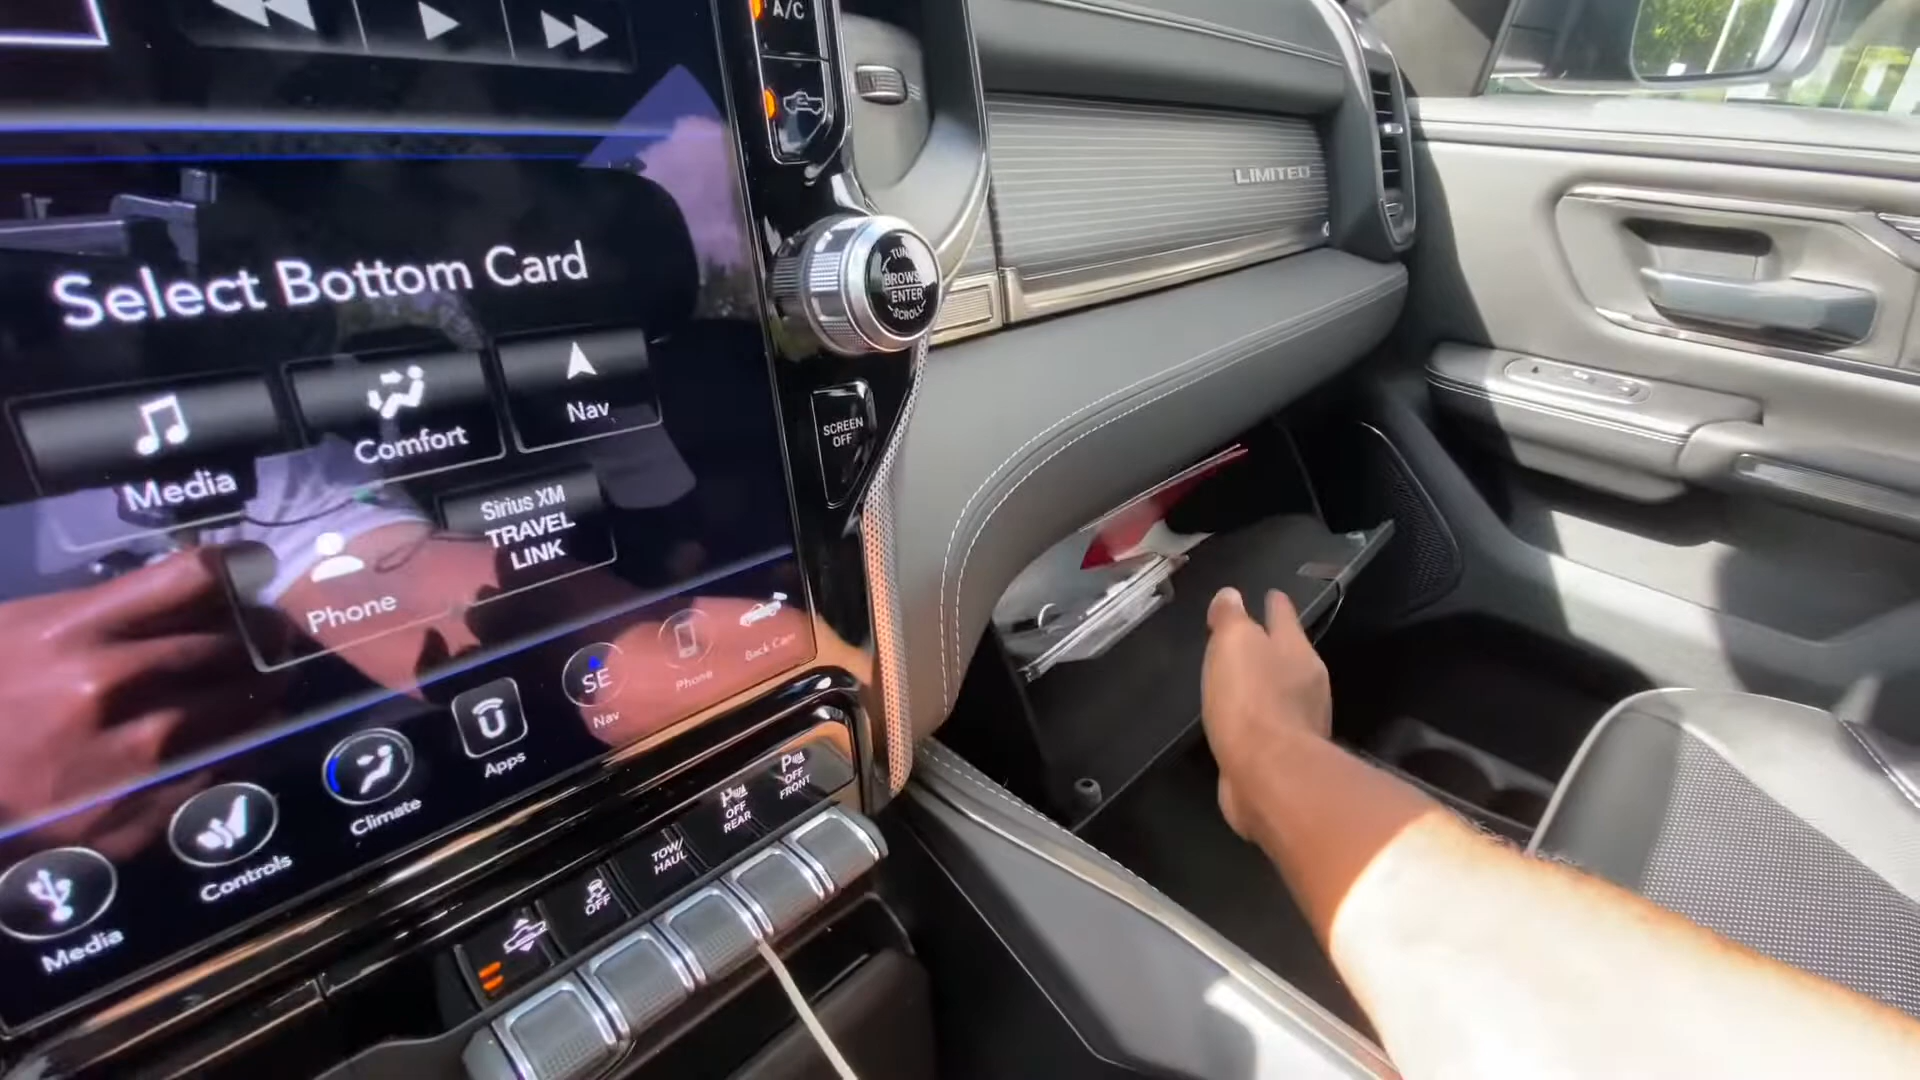 A/C
LIMITED
Select Bottom Card
TUNE
BROWSE
ENTER
SCROLL
SCREEN
OFF
Media
Comfort
Nav
Phone
Sirius XM
TRAVEL
LINK
Media
Controls
Climate
Apps
SE
Nav
Phone
Back Cam
OFF
TOW/
HAUL
P
OFF
REAR
P
OFF
FRONT